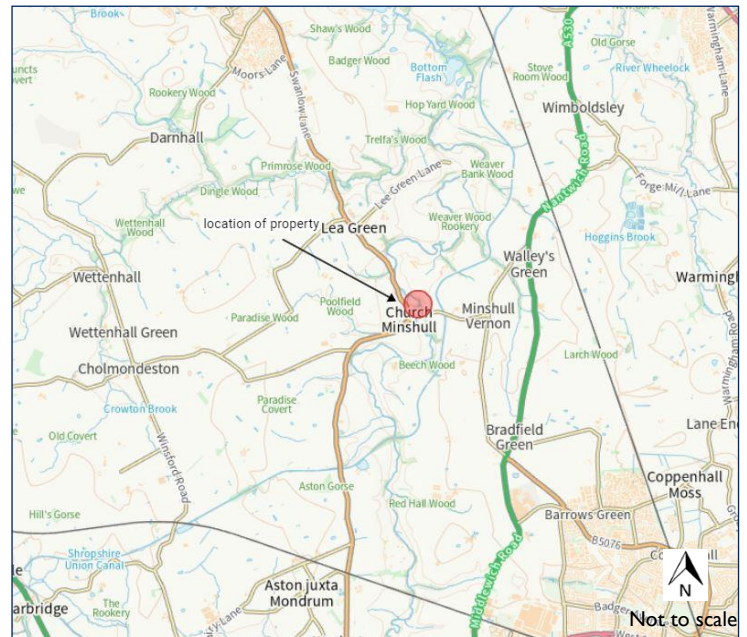 Brook
Shaw's Wood
Badger Wood
Bottom
Flash
A530
Old Gorse
Stove
Room Wood
River Wheelock
Warmingham Lane
Moors Lane
Swanlow Lane
Rookery Wood
Hop Yard Wood
Wimboldsley
Darnhall
Trelfa's Wood
Primrose Wood
Lee Green Lane
Weaver
Bank Wood
Nantwich Road
Forge Mill Lane
Dingle Wood
Wettenhall
Wood
location of property
Lea Green
Weaver Wood
Rookery
Hoggins Brook
Walley's
Green
Wettenhall
Poolfield
Wood
Church
Minshull
Minshull
Vernon
Warmingh
Warmingham Road
Paradise Wood
Wettenhall Green
Cholmondeston
Beech Wood
Larch Wood
Paradise
Covert
Crowton Brook
Old Covert
Winsford Road
Bradfield
Green
Lane En
Aston Gorse
Coppenhall
Moss
Hill's Gorse
Red Hall Wood
Barrows Green
B5076
Shropshire
Union Canal
Middlewich Road
Aston juxta
Mondrum
The
Rookery
arbridge
N
Not to scale